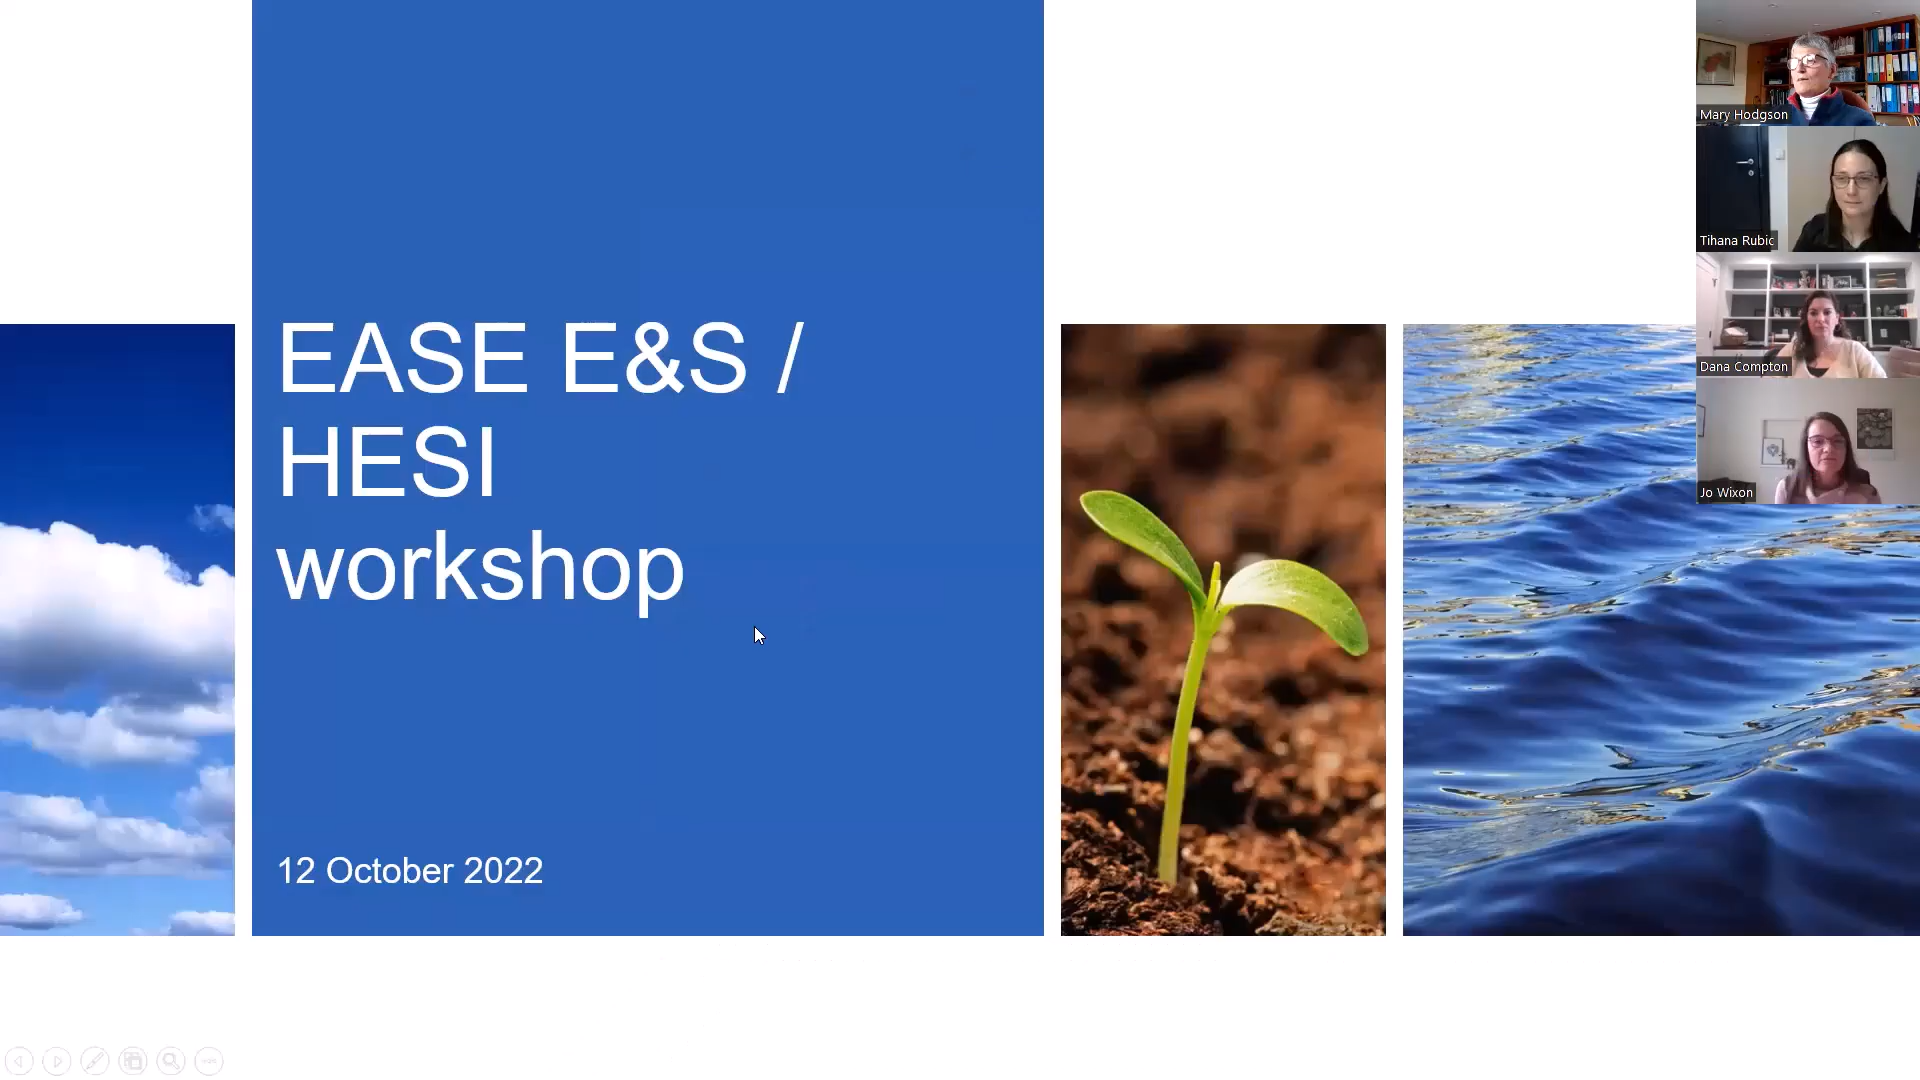 EASE E&S /
HESI
workshop
12 October 2022
Mary Hodgson
Tihana Rubic
Dana Compton
Jo Wixon